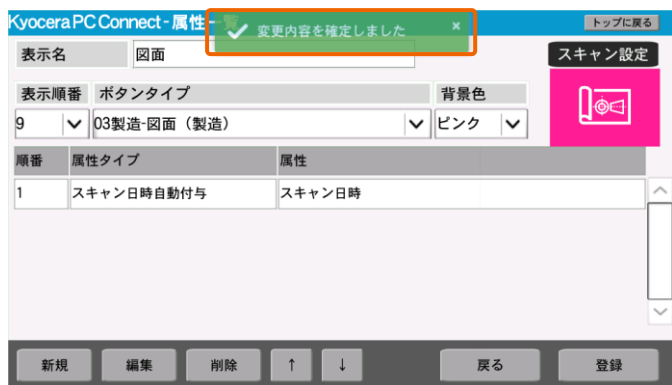 Kyocera PC Connect - 属性一覧
変更内容を確定しました
×
トップに戻る
表示名
図面
スキャン設定
表示順番
ボタンタイプ
背景色
9
03製造-図面（製造）
ピンク
順番
属性タイプ
属性
1
スキャン日時自動付与
スキャン日時
新規
編集
削除
↑
↓
戻る
登録